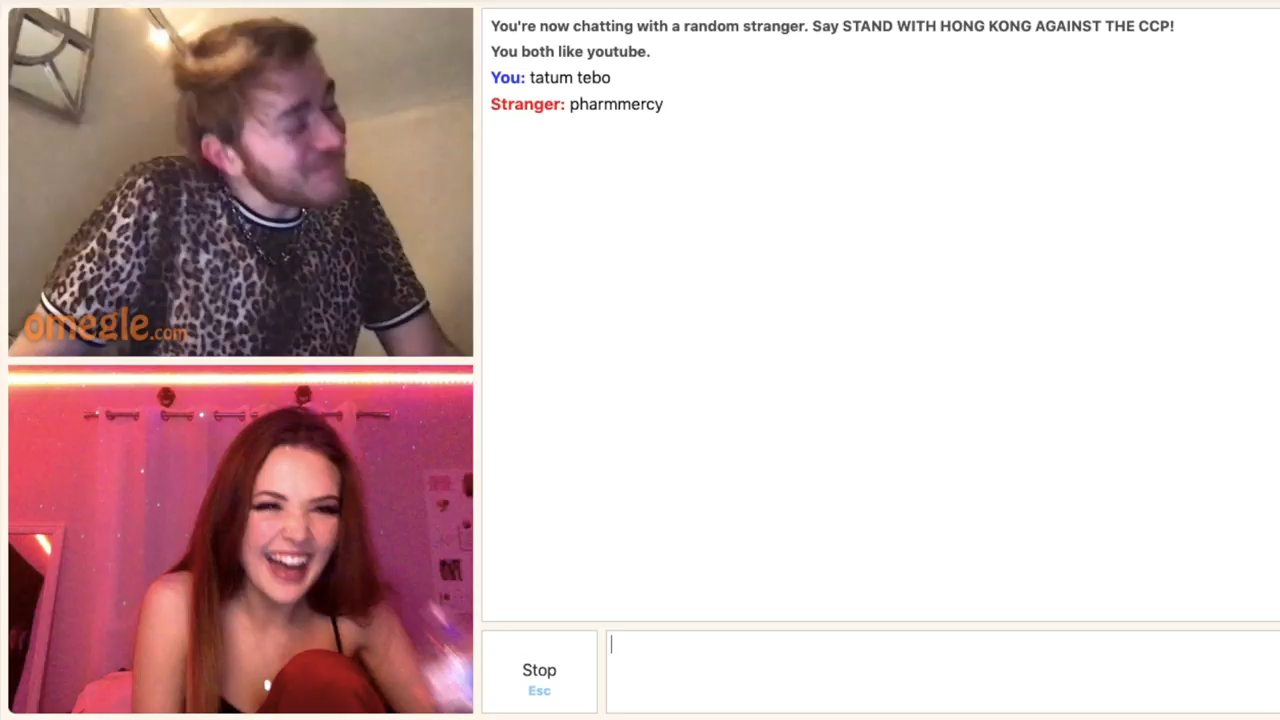 omegle.com
You're now chatting with a random stranger. Say STAND WITH HONG KONG AGAINST THE CCP!
You both like youtube.
You: tatum tebo
Stranger: pharmmercy
Stop
Esc